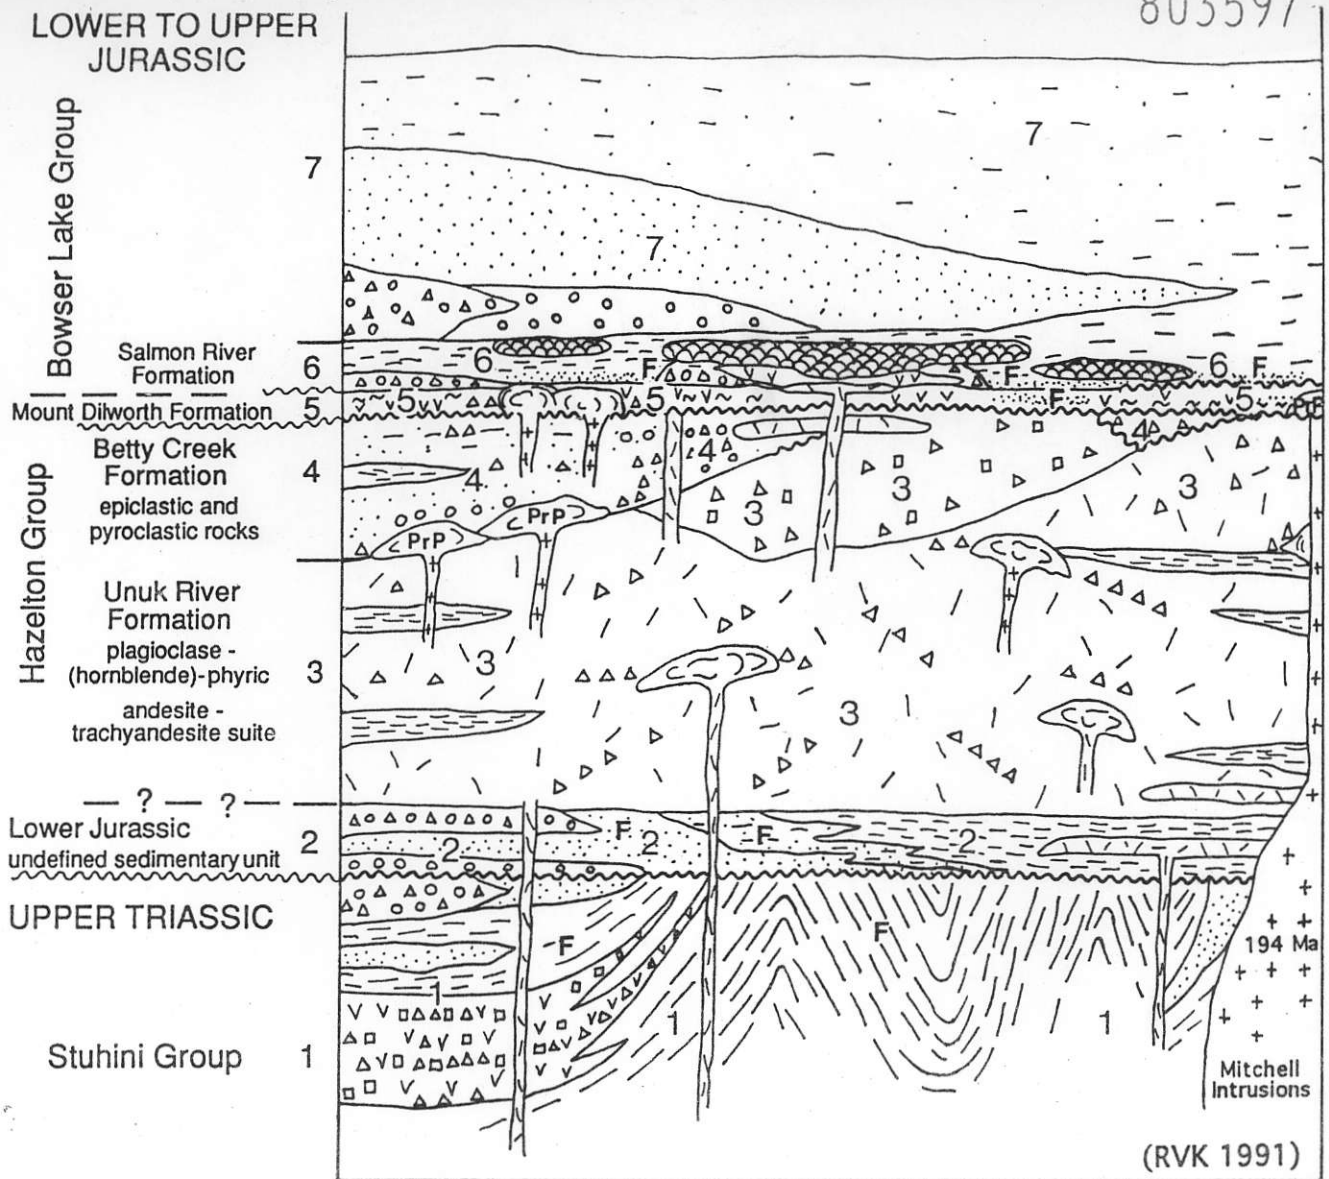 803597
LOWER TO UPPER
JURASSIC
Bowser Lake Group
7
7
7
Salmon River
Formation
6
6
F
F
6
F
Mount Dilworth Formation
5
5
5
F
5
Hazelton Group
Betty Creek
Formation
epiclastic and
pyroclastic rocks
4
4
4
4
PrP
PrP
3
3
3
Unuk River
Formation
plagioclase -
(hornblende)-phyric
andesite -
trachyandesite suite
3
3
3
— ? — ? —
Lower Jurassic
undefined sedimentary unit
2
2
F
2
F
2
UPPER TRIASSIC
F
F
194 Ma
1
1
1
Stuhini Group
1
Mitchell
Intrusions
(RVK 1991)